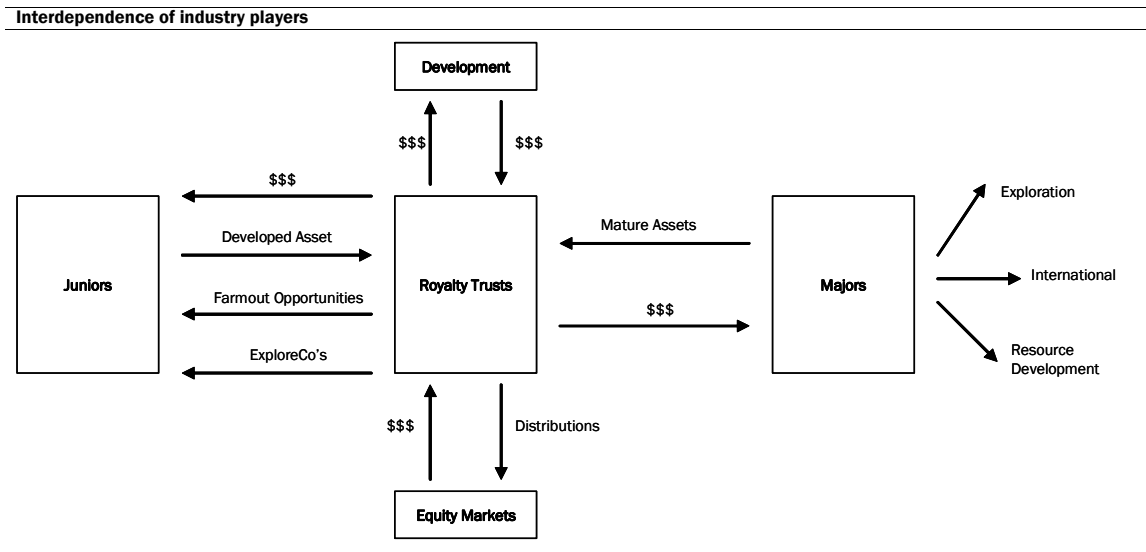 Interdependence of industry players
Development
$$$
$$$
$$$
Developed Asset
Farmout Opportunities
ExploreCo's
Juniors
Royalty Trusts
Mature Assets
$$$
Majors
Exploration
International
Resource
Development
$$$
Distributions
Equity Markets